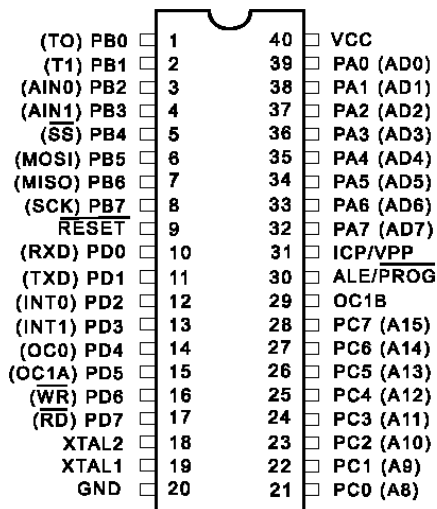 (TO) PB0 1 40 VCC
(T1) PB1 2 39 PA0 (AD0)
(AIN0) PB2 3 38 PA1 (AD1)
(AIN1) PB3 4 37 PA2 (AD2)
(SS) PB4 5 36 PA3 (AD3)
(MOSI) PB5 6 35 PA4 (AD4)
(MISO) PB6 7 34 PA5 (AD5)
(SCK) PB7 8 33 PA6 (AD6)
RESET 9 32 PA7 (AD7)
(RXD) PD0 10 31 ICP/VPP
(TXD) PD1 11 30 ALE/PROG
(INT0) PD2 12 29 OC1B
(INT1) PD3 13 28 PC7 (A15)
(OC0) PD4 14 27 PC6 (A14)
(OC1A) PD5 15 26 PC5 (A13)
(WR) PD6 16 25 PC4 (A12)
(RD) PD7 17 24 PC3 (A11)
XTAL2 18 23 PC2 (A10)
XTAL1 19 22 PC1 (A9)
GND 20 21 PC0 (A8)